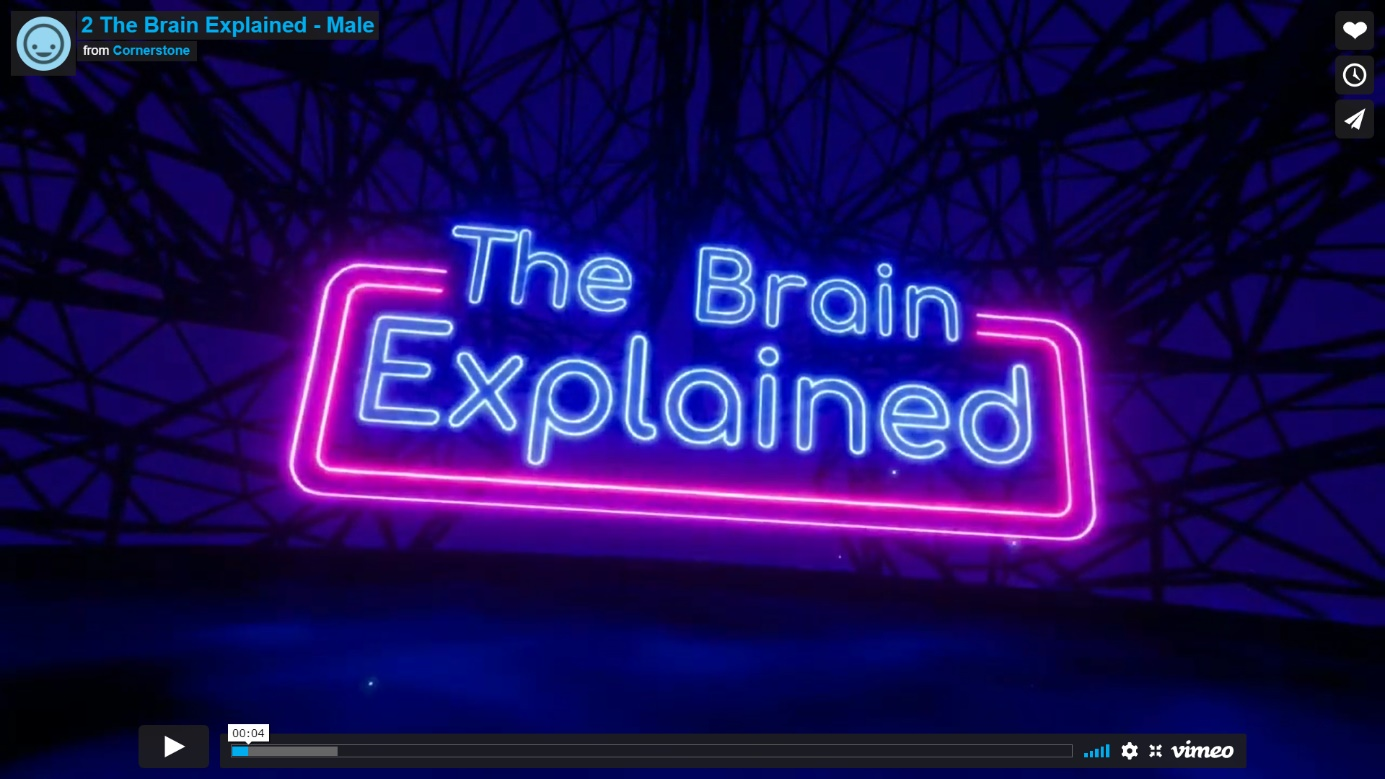 2 The Brain Explained - Male
from Cornerstone
The Brain
Explained
00:04
vimeo